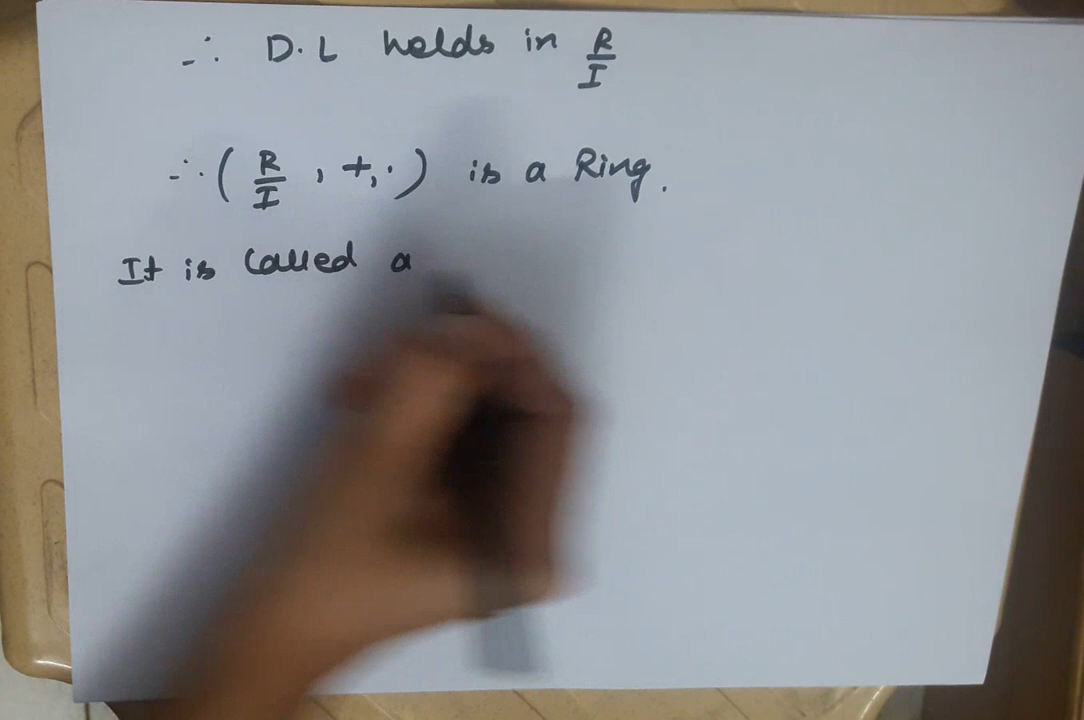 ∴ D.L holds in R/I
∴ (R/I, +, ·) is a Ring.
It is called a